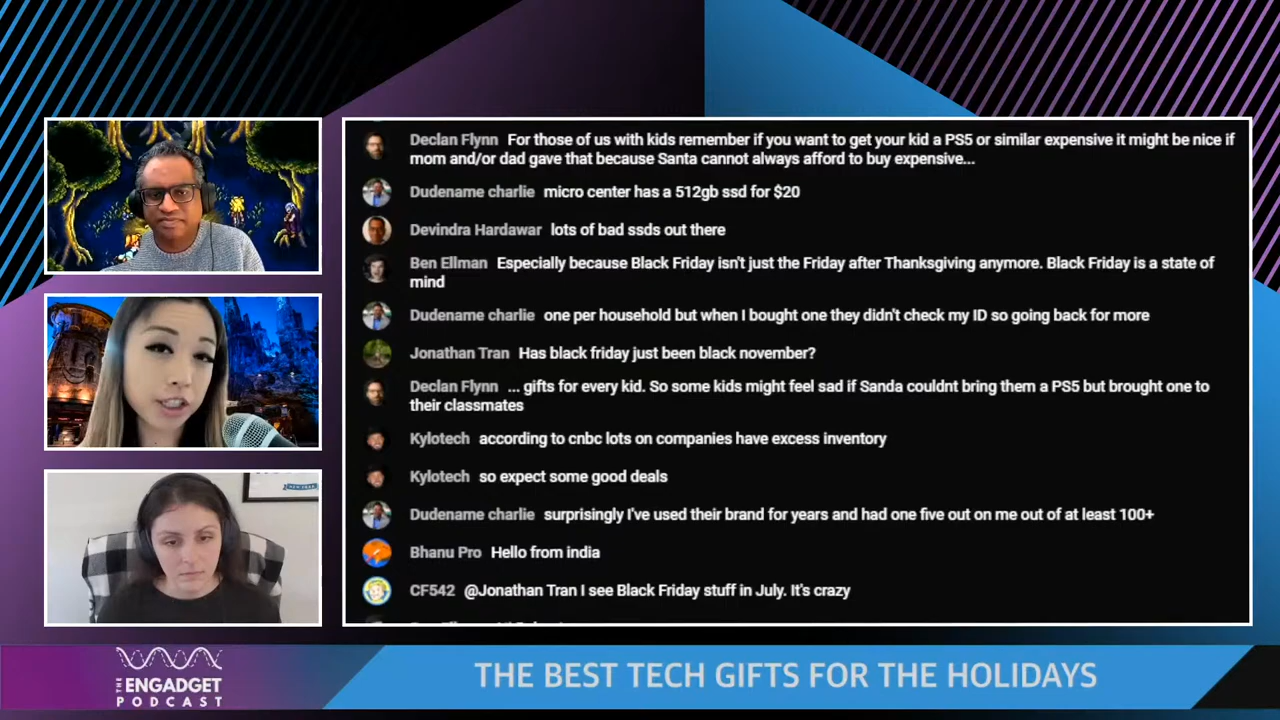 Declan Flynn For those of us with kids remember if you want to get your kid a PS5 or similar expensive it might be nice if
mom and/or dad gave that because Santa cannot always afford to buy expensive...
Dudename charlie micro center has a 512gb ssd for $20
Devindra Hardawar lots of bad ssds out there
Ben Ellman Especially because Black Friday isn't just the Friday after Thanksgiving anymore. Black Friday is a state of
mind
Dudename charlie one per household but when I bought one they didn't check my ID so going back for more
Jonathan Tran Has black friday just been black november?
Declan Flynn ... gifts for every kid. So some kids might feel sad if Sanda couldnt bring them a PS5 but brought one to
their classmates
Kylotech according to cnbc lots on companies have excess inventory
Kylotech so expect some good deals
Dudename charlie surprisingly I've used their brand for years and had one five out on me out of at least 100+
Bhanu Pro Hello from india
CF542 @Jonathan Tran I see Black Friday stuff in July. It's crazy
THE ENGADGET
PODCAST
THE BEST TECH GIFTS FOR THE HOLIDAYS